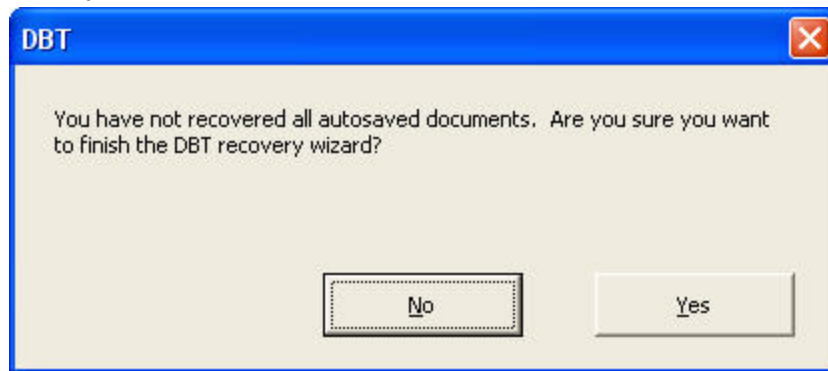 DBT
You have not recovered all autosaved documents.  Are you sure you want
to finish the DBT recovery wizard?
No
Yes